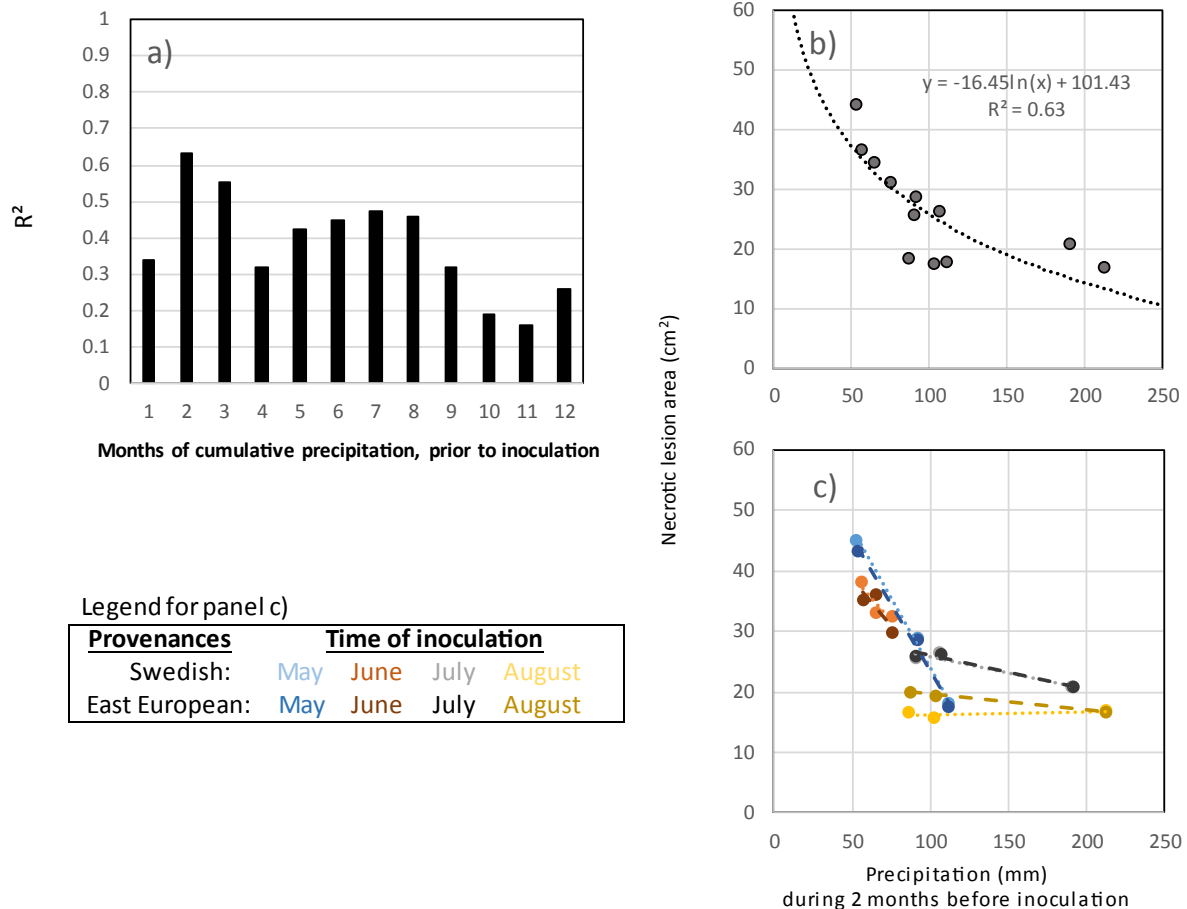 a)
R²
1
0.9
0.8
0.7
0.6
0.5
0.4
0.3
0.2
0.1
0
1 2 3 4 5 6 7 8 9 10 11 12
Months of cumulative precipitation, prior to inoculation
Legend for panel c)
Provenances Time of inoculation
Swedish: May June July August
East European: May June July August
Necrotic lesion area (cm²)
b)
y = -16.45ln(x) + 101.43
R² = 0.63
60
50
40
30
20
10
0
0 50 100 150 200 250
c)
60
50
40
30
20
10
0
0 50 100 150 200 250
Precipitation (mm)
during 2 months before inoculation